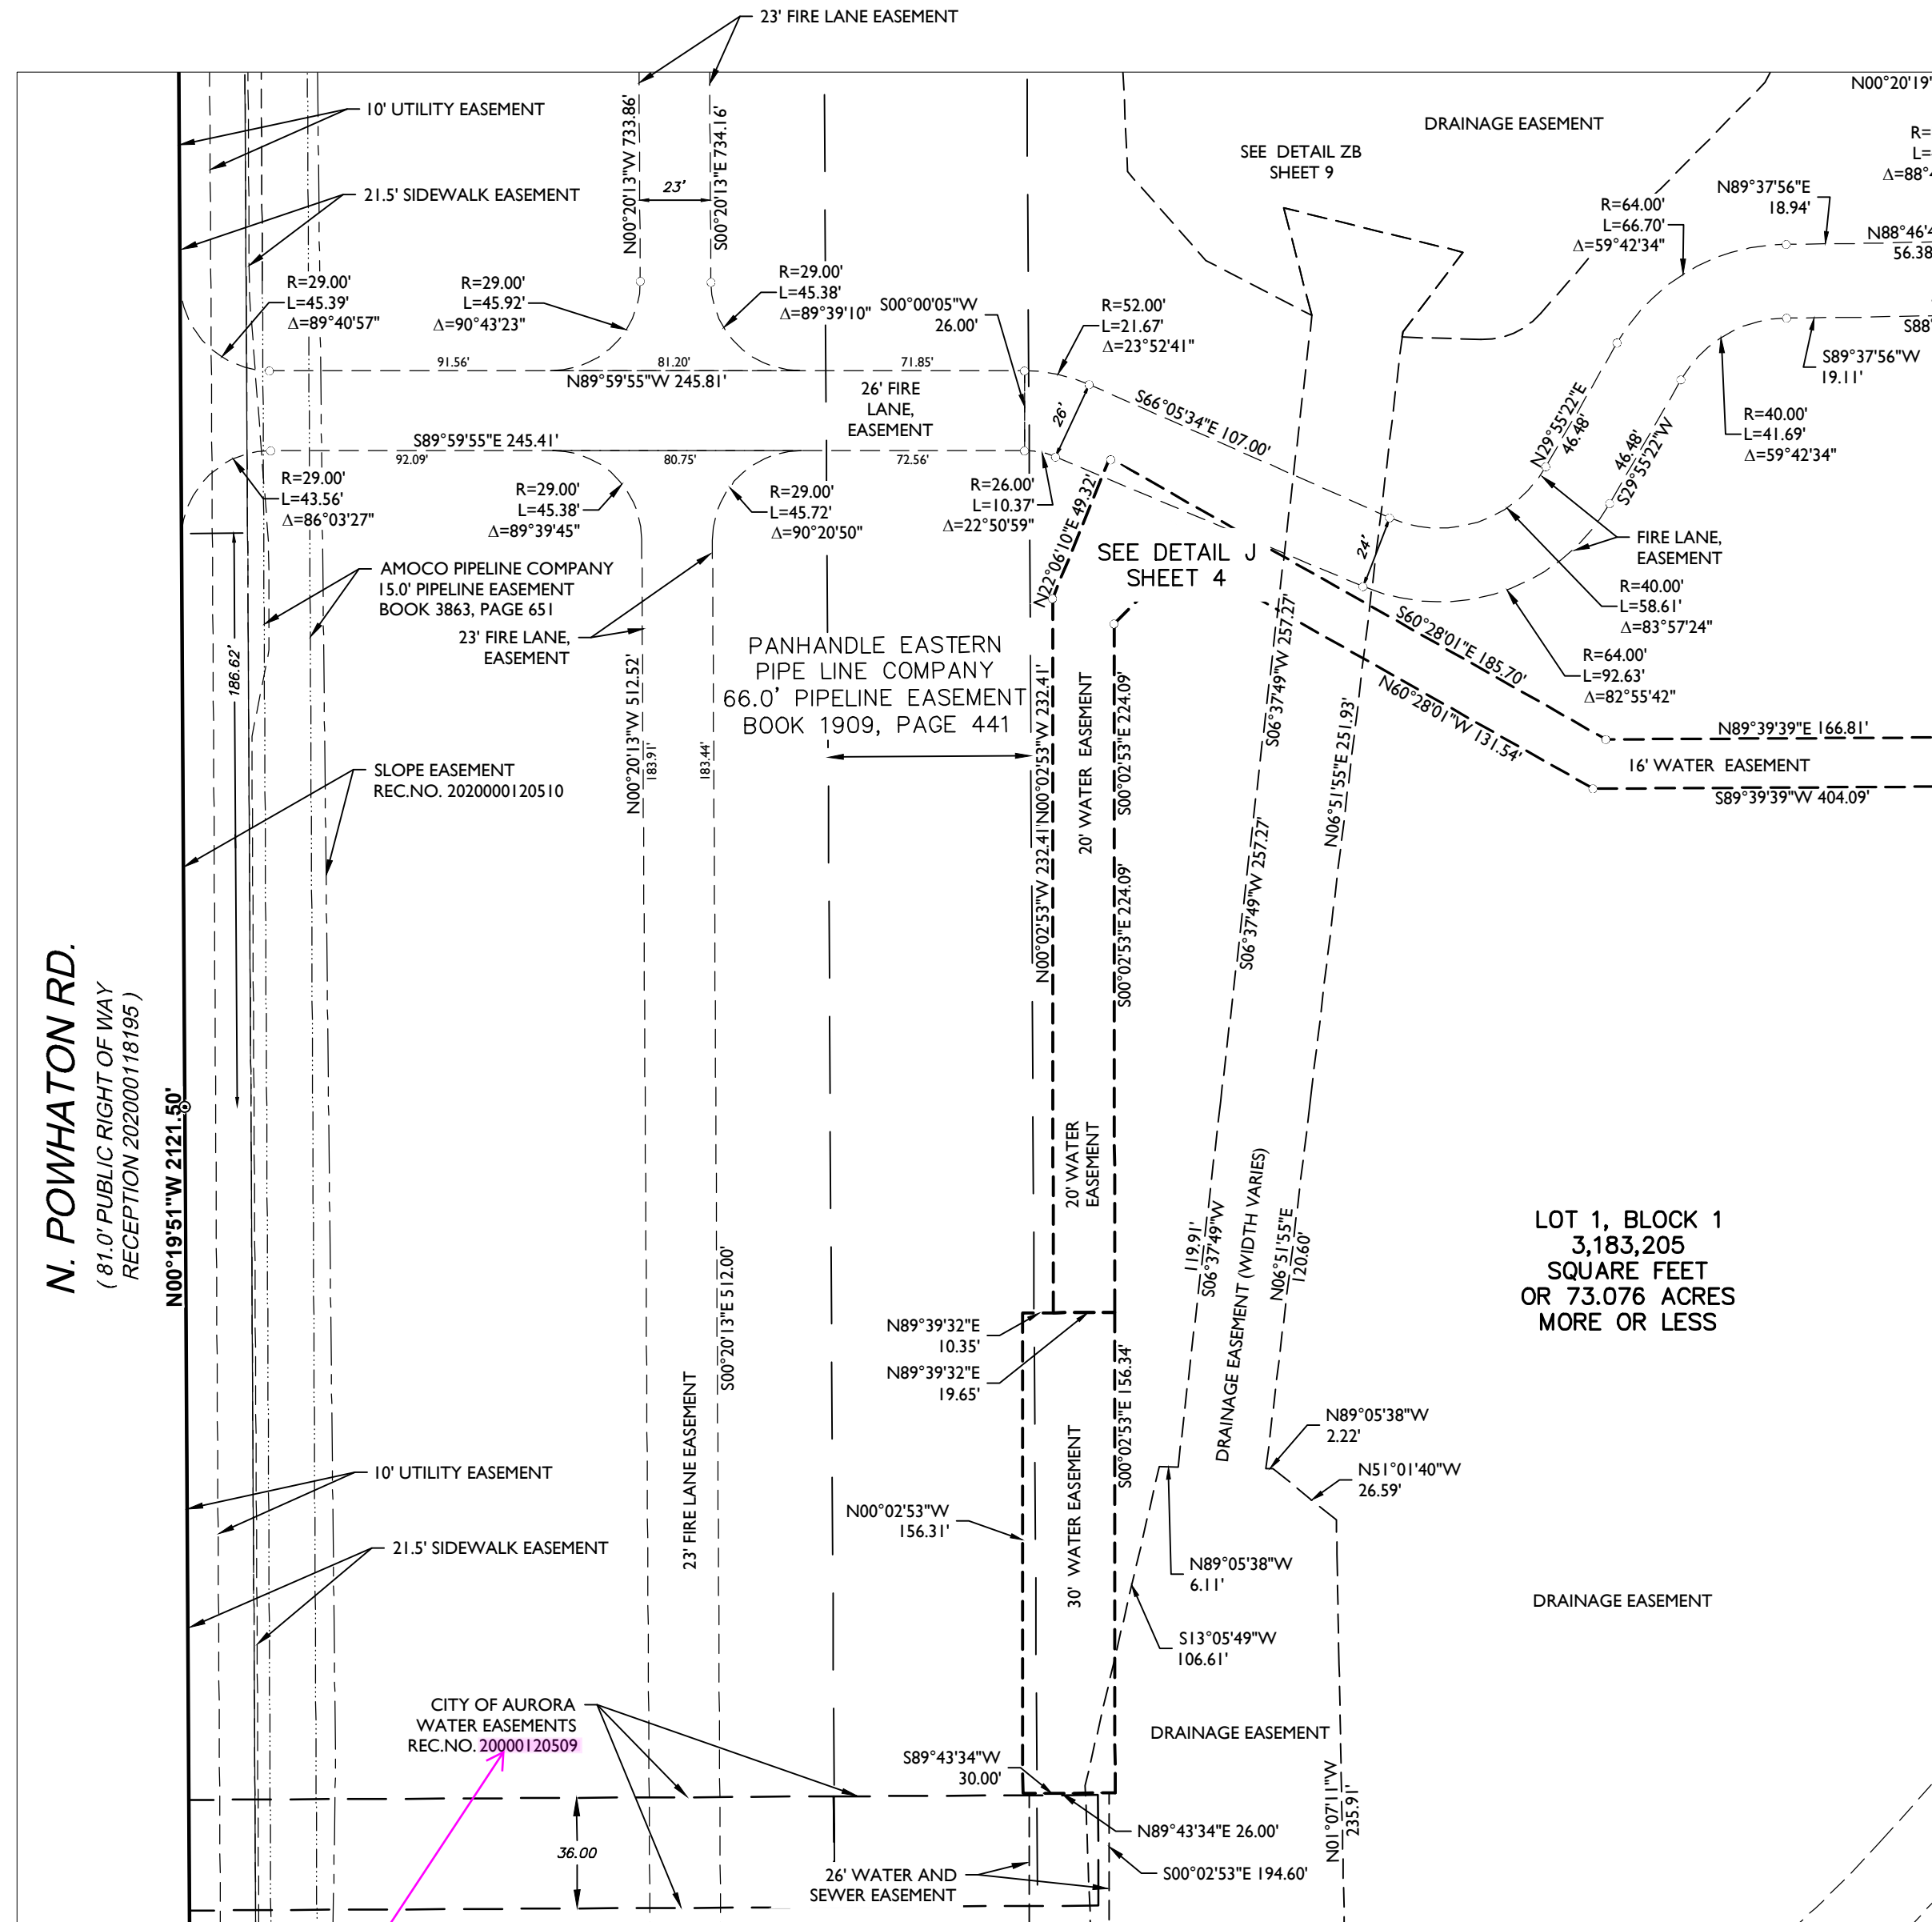 23' FIRE LANE EASEMENT
10' UTILITY EASEMENT
21.5' SIDEWALK EASEMENT
N00°20'13"W 733.86'
S00°20'13"E 734.16'
23'
DRAINAGE EASEMENT
SEE DETAIL ZB
SHEET 9
N00°20'19"
R=
L=
Δ=88°4
N89°37'56"E
18.94'
R=64.00'
L=66.70'
Δ=59°42'34"
N88°46'4
56.38
R=29.00'
L=45.39'
Δ=89°40'57"
R=29.00'
L=45.92'
Δ=90°43'23"
R=29.00'
L=45.38'
Δ=89°39'10"
S00°00'05"W
26.00'
R=52.00'
L=21.67'
Δ=23°52'41"
S88°
S89°37'56"W
19.11'
91.56'
81.20'
71.85'
N89°59'55"W 245.81'
26' FIRE
LANE,
EASEMENT
26'
S66°05'34"E 107.00'
N29°55'22"E
46.48'
46.48'
S29°55'22"W
R=40.00'
L=41.69'
Δ=59°42'34"
S89°59'55"E 245.41'
92.09'
80.75'
72.56'
R=29.00'
L=43.56'
Δ=86°03'27"
R=29.00'
L=45.38'
Δ=89°39'45"
R=29.00'
L=45.72'
Δ=90°20'50"
R=26.00'
L=10.37'
Δ=22°50'59"
N22°06'10"E 49.32'
SEE DETAIL J
SHEET 4
24'
FIRE LANE,
EASEMENT
R=40.00'
L=58.61'
Δ=83°57'24"
R=64.00'
L=92.63'
Δ=82°55'42"
AMOCO PIPELINE COMPANY
15.0' PIPELINE EASEMENT
BOOK 3863, PAGE 651
23' FIRE LANE,
EASEMENT
186.62'
PANHANDLE EASTERN
PIPE LINE COMPANY
66.0' PIPELINE EASEMENT
BOOK 1909, PAGE 441
N00°20'13"W 512.52'
183.91'
183.44'
N00°02'53"W 232.41'
N00°02'53"W 232.41'
20' WATER EASEMENT
S00°02'53"E 224.09'
S00°02'53"E 224.09'
S06°37'49"W 257.27'
S06°37'49"W 257.27'
N06°51'55"E 251.93'
S60°28'01"E 185.70'
N60°28'01"W 131.54'
N89°39'39"E 166.81'
16' WATER EASEMENT
S89°39'39"W 404.09'
SLOPE EASEMENT
REC.NO. 2020000120510
N. POWHATON RD.
( 81.0' PUBLIC RIGHT OF WAY
RECEPTION 2020000118195 )
N00°19'51"W 2121.50'
20' WATER
EASEMENT
119.91'
S06°37'49"W
DRAINAGE EASEMENT (WIDTH VARIES)
N06°51'55"E
120.60'
LOT 1, BLOCK 1
3,183,205
SQUARE FEET
OR 73.076 ACRES
MORE OR LESS
S00°20'13"E 512.00'
23' FIRE LANE EASEMENT
N89°39'32"E
10.35'
N89°39'32"E
19.65'
S00°02'53"E 156.34'
30' WATER EASEMENT
N89°05'38"W
2.22'
N51°01'40"W
26.59'
10' UTILITY EASEMENT
N00°02'53"W
156.31'
21.5' SIDEWALK EASEMENT
N89°05'38"W
6.11'
DRAINAGE EASEMENT
S13°05'49"W
106.61'
CITY OF AURORA
WATER EASEMENTS
REC.NO. 20000120509
DRAINAGE EASEMENT
S89°43'34"W
30.00'
N01°07'11"W
235.91'
N89°43'34"E 26.00'
36.00
26' WATER AND
SEWER EASEMENT
S00°02'53"E 194.60'